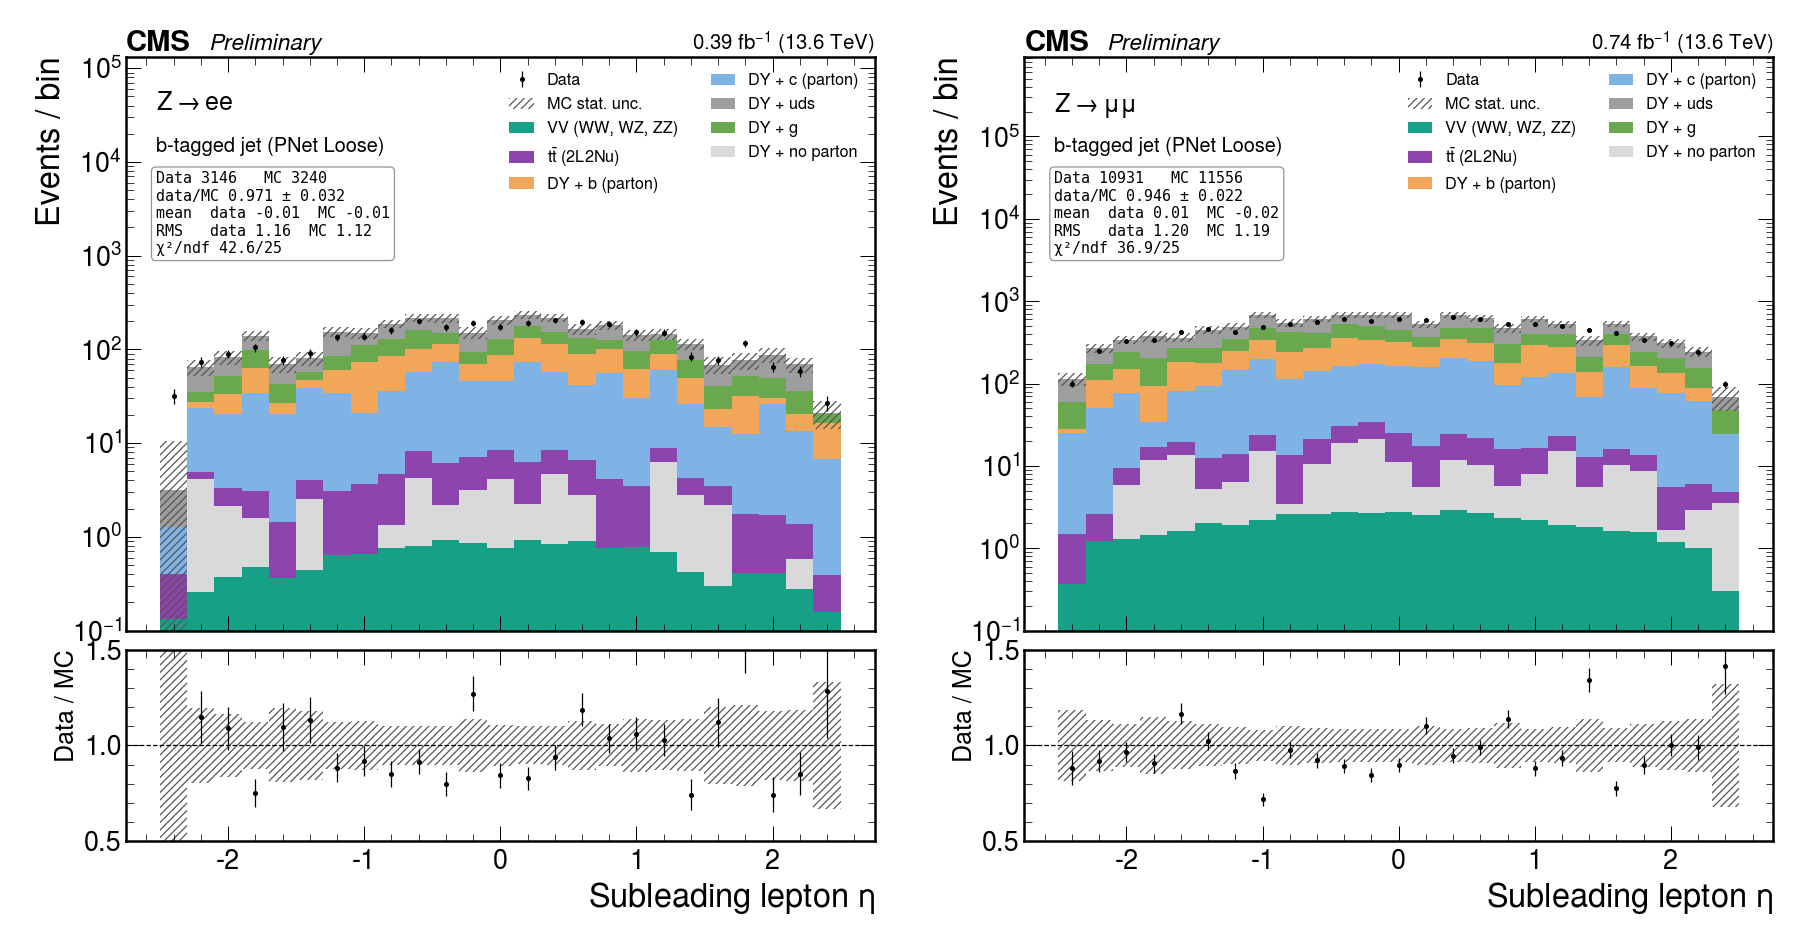 CMS Preliminary 0.39 fb⁻¹ (13.6 TeV)
Events / bin
Z → ee
b-tagged jet (PNet Loose)
Data 3146 MC 3240
data/MC 0.971 ± 0.032
mean data -0.01 MC -0.01
RMS data 1.16 MC 1.12
χ²/ndf 42.6/25
Data
MC stat. unc.
VV (WW, WZ, ZZ)
tt̄ (2L2Nu)
DY + b (parton)
DY + c (parton)
DY + uds
DY + g
DY + no parton
10⁵
10⁴
10³
10²
10¹
10⁰
10⁻¹
Data / MC
1.5
1.0
0.5
-2 -1 0 1 2
Subleading lepton η
CMS Preliminary 0.74 fb⁻¹ (13.6 TeV)
Events / bin
Z → μμ
b-tagged jet (PNet Loose)
Data 10931 MC 11556
data/MC 0.946 ± 0.022
mean data 0.01 MC -0.02
RMS data 1.20 MC 1.19
χ²/ndf 36.9/25
Data
MC stat. unc.
VV (WW, WZ, ZZ)
tt̄ (2L2Nu)
DY + b (parton)
DY + c (parton)
DY + uds
DY + g
DY + no parton
10⁵
10⁴
10³
10²
10¹
10⁰
10⁻¹
Data / MC
1.5
1.0
0.5
-2 -1 0 1 2
Subleading lepton η